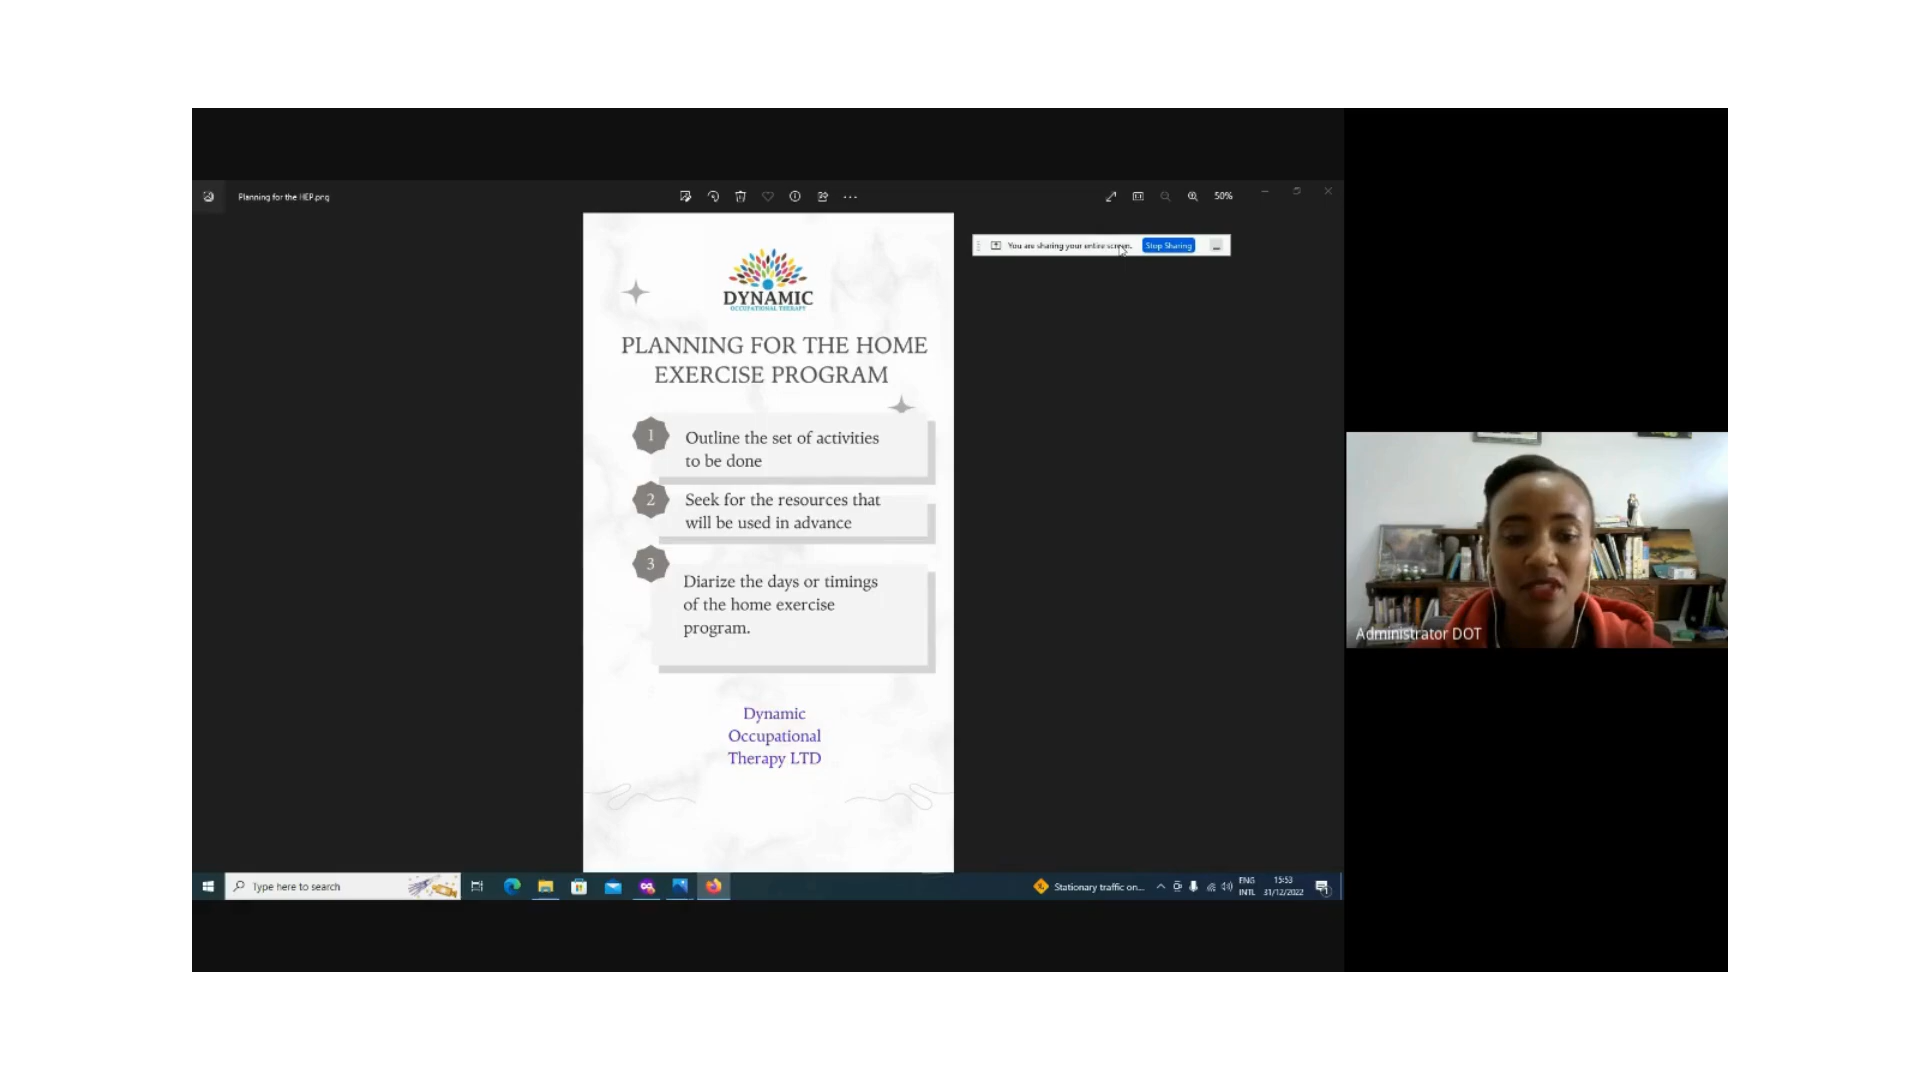 Planning for the HEP.png
50%
You are sharing your entire screen.
Stop Sharing
DYNAMIC
OCCUPATIONAL THERAPY
PLANNING FOR THE HOME
EXERCISE PROGRAM
1
Outline the set of activities
to be done
2
Seek for the resources that
will be used in advance
3
Diarize the days or timings
of the home exercise
program.
Dynamic
Occupational
Therapy LTD
Administrator DOT
Type here to search
Stationary traffic on...
ENG
INTL
15:53
31/12/2022